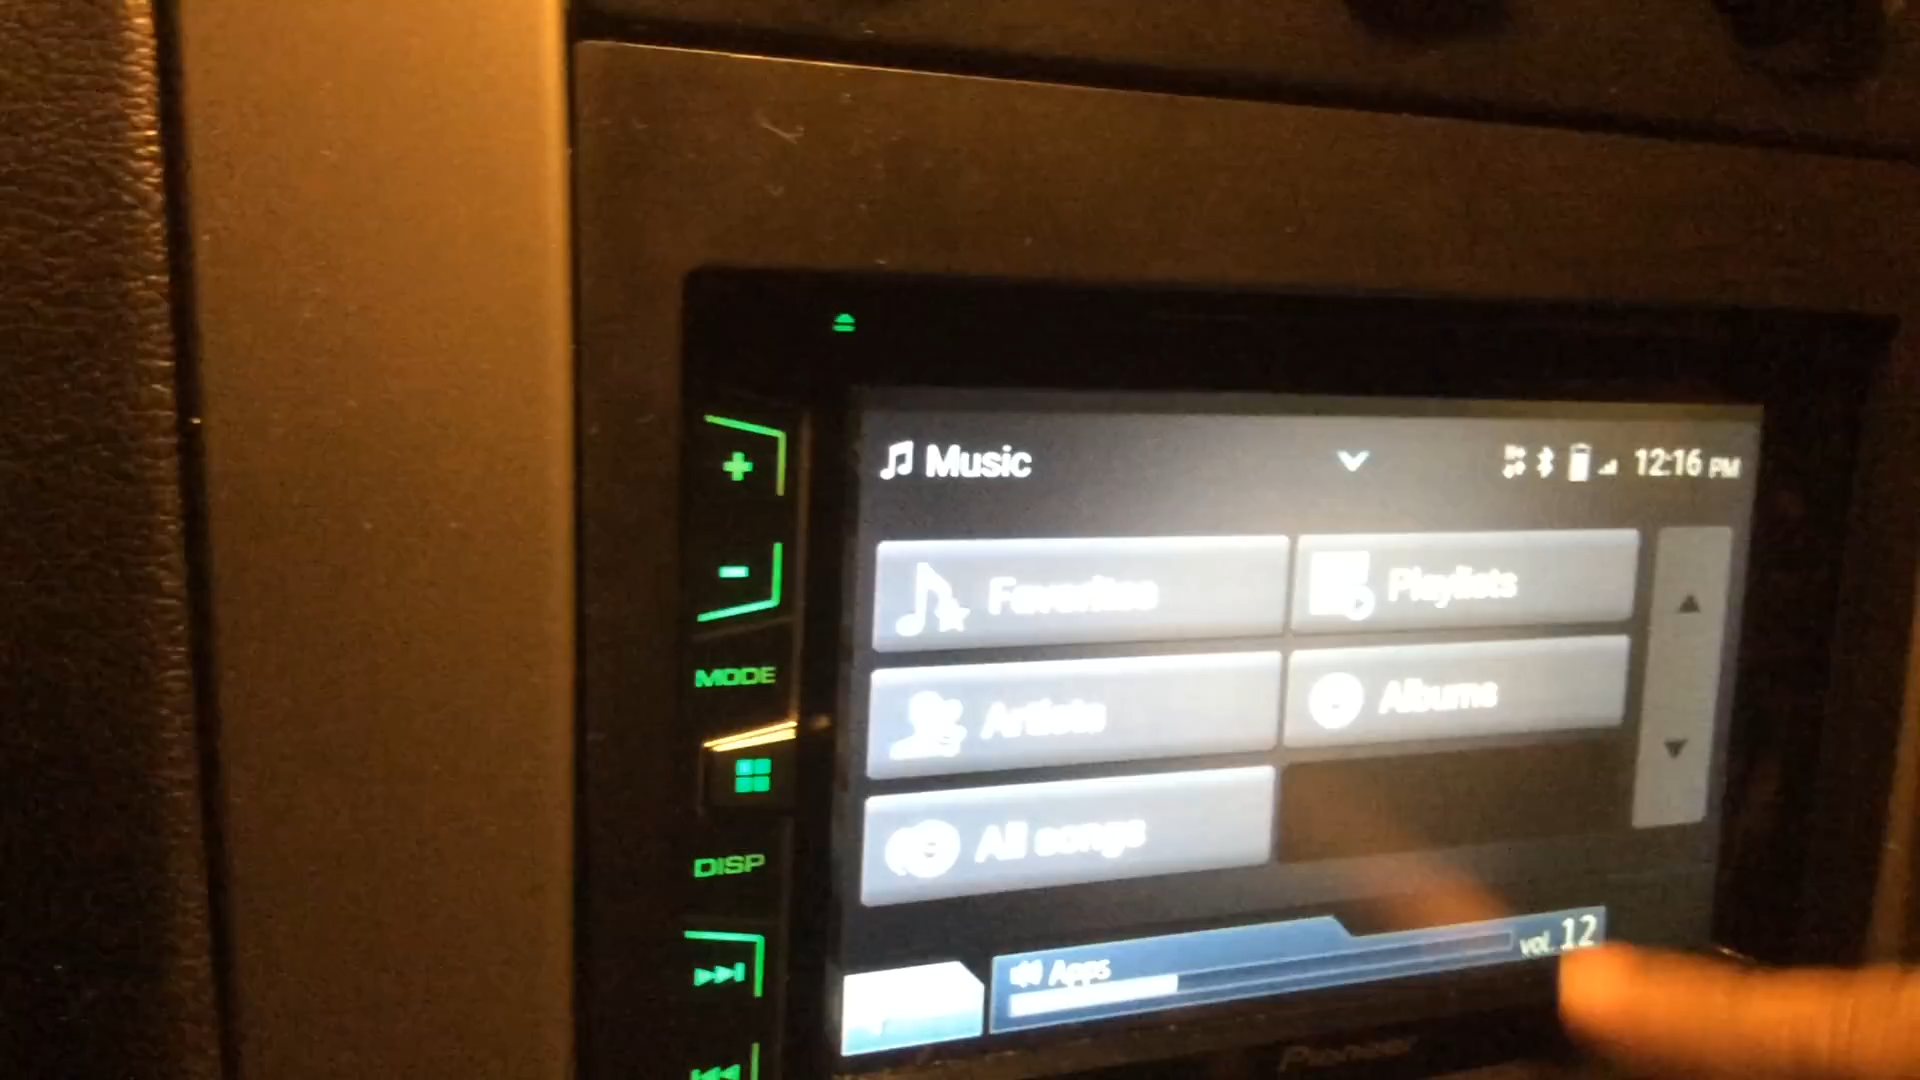 Music
12:16 PM
+
Favorites
Playlists
-
MODE
Artists
Albums
All songs
DISP
Apps
vol. 12
Pioneer